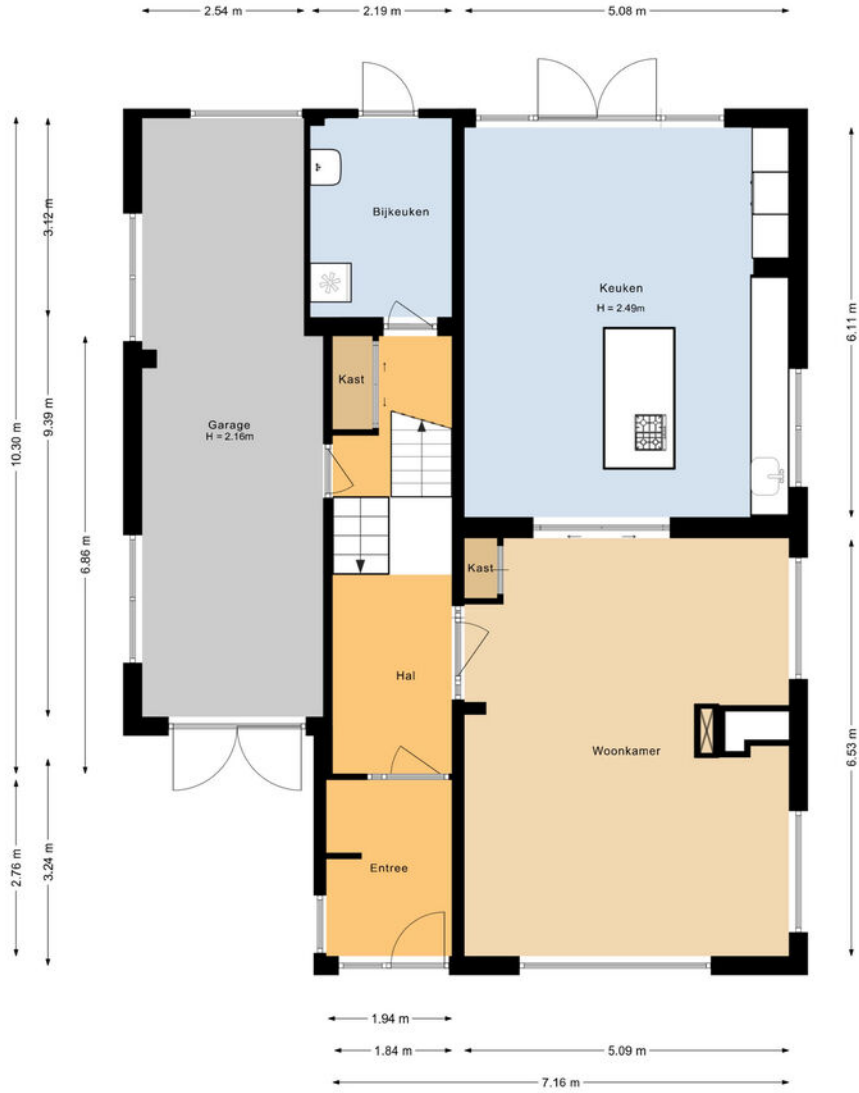 2.54 m
2.19 m
5.08 m
3.12 m
Bijkeuken
Keuken
H = 2.49m
6.11 m
Kast
Garage
H = 2.16m
9.39 m
10.30 m
6.86 m
Kast
Hal
Woonkamer
6.53 m
Entree
2.76 m
3.24 m
1.94 m
1.84 m
5.09 m
7.16 m